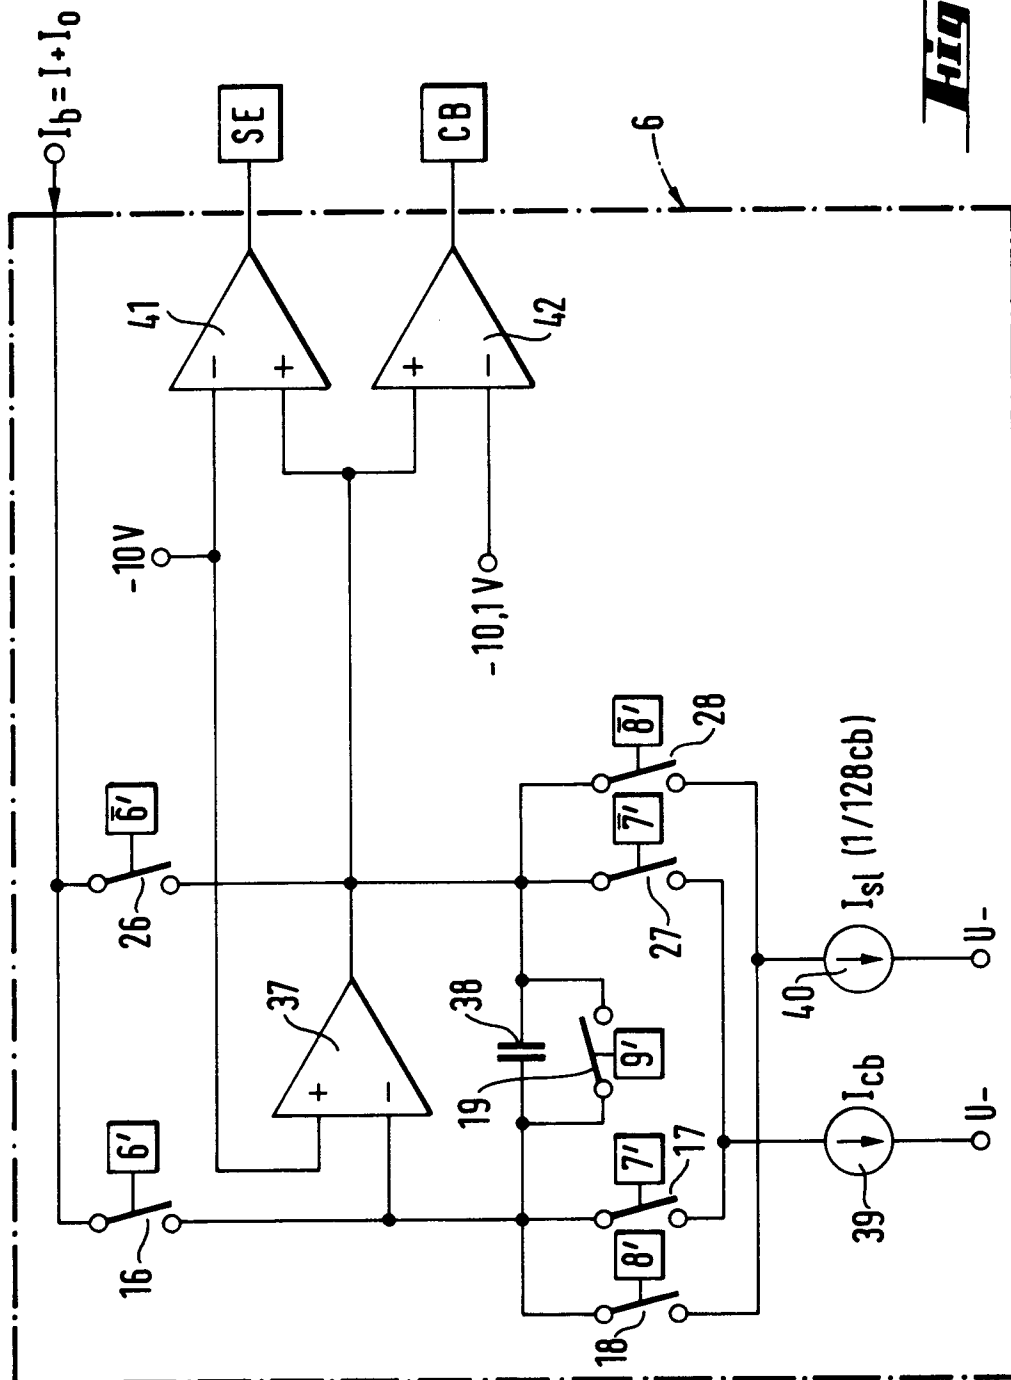 I_b = I + I_0
SE
CB
6
41
42
-10V
-10,1 V
6̄'
26
6'
16
37
38
19
9'
8̄'
28
7̄'
27
7'
17
8'
18
I_sl (1/128cb)
40
U-
I_cb
39
U-